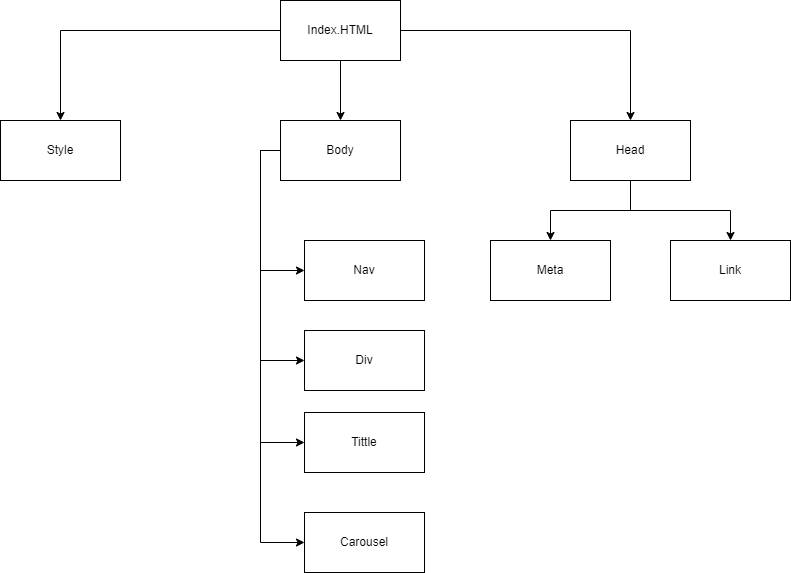 Index.HTML
Style
Body
Head
Nav
Meta
Link
Div
Tittle
Carousel